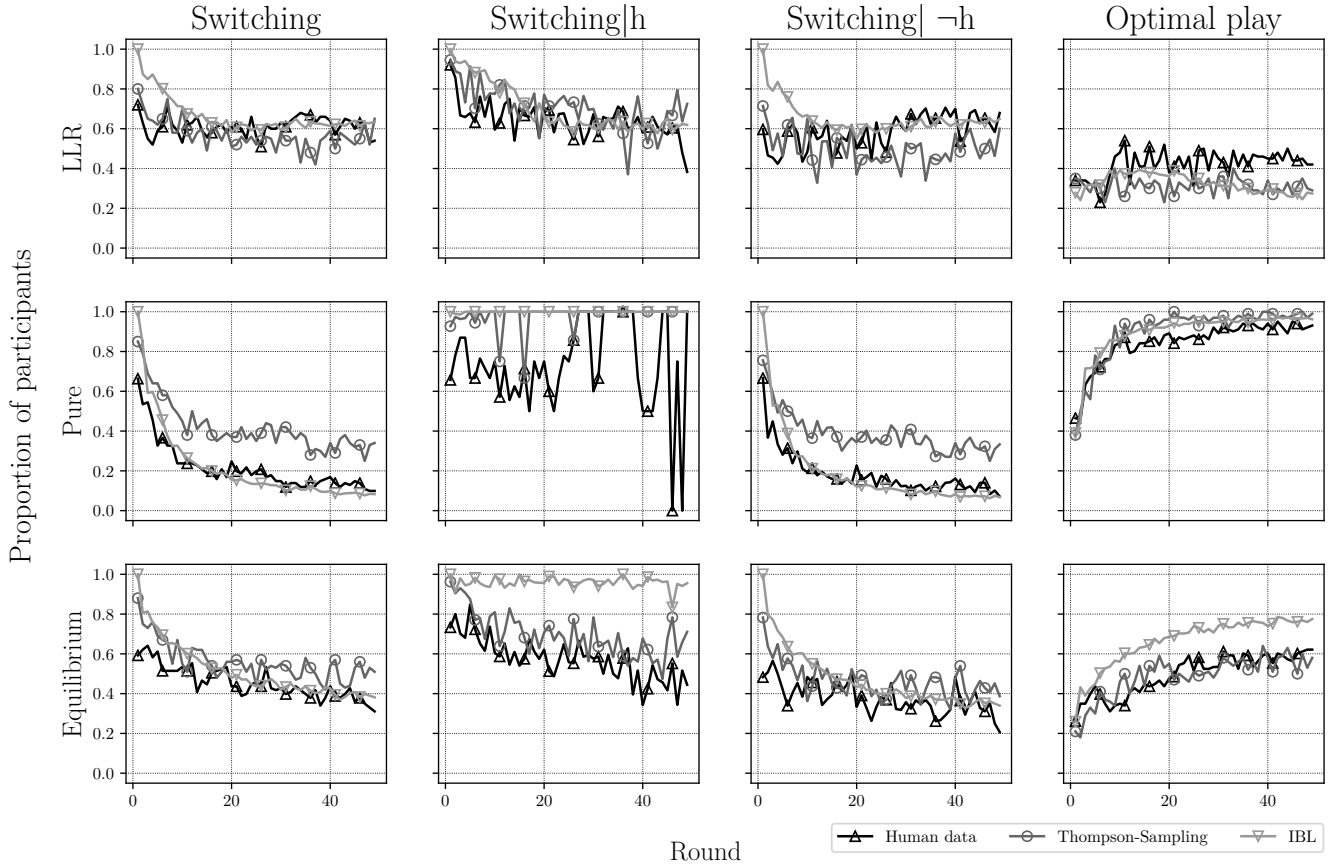 Switching
Switching|h
Switching| ¬h
Optimal play
Proportion of participants
LLR
1.0
0.8
0.6
0.4
0.2
0.0
Pure
1.0
0.8
0.6
0.4
0.2
0.0
Equilibrium
1.0
0.8
0.6
0.4
0.2
0.0
0 20 40
0 20 40
0 20 40
0 20 40
Round
Human data Thompson-Sampling IBL